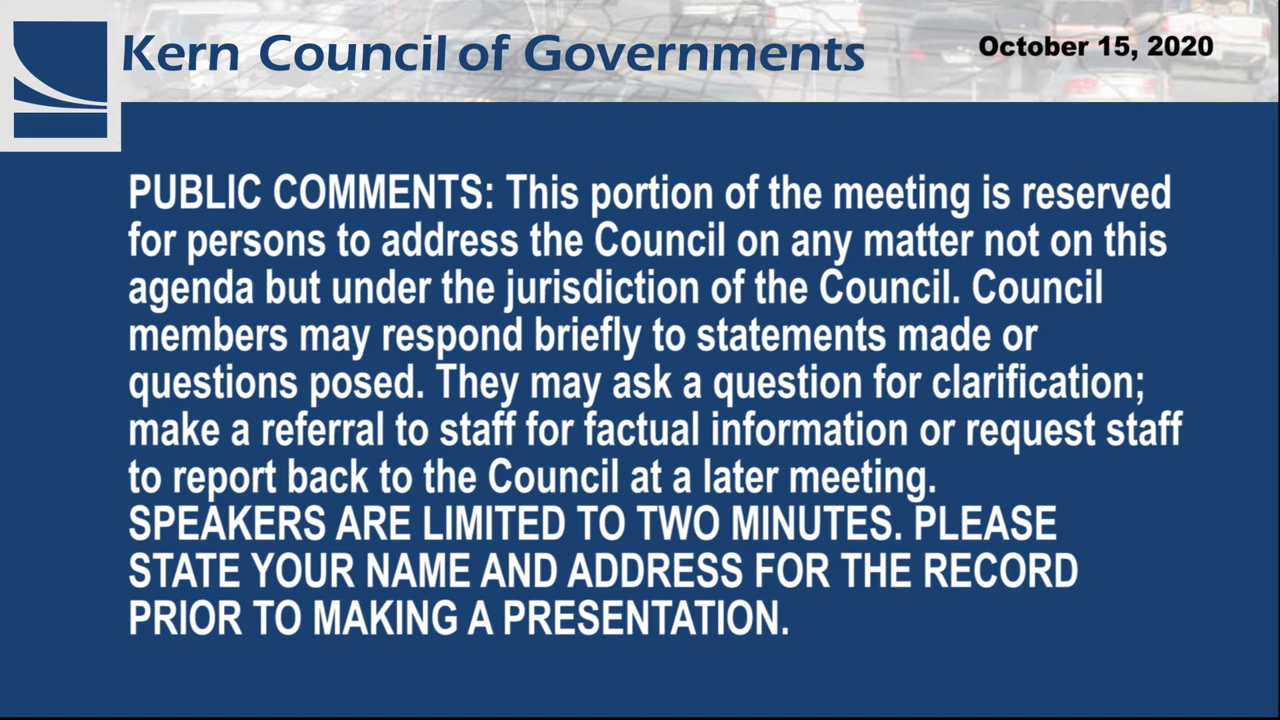 Kern Council of Governments
October 15, 2020
PUBLIC COMMENTS: This portion of the meeting is reserved
for persons to address the Council on any matter not on this
agenda but under the jurisdiction of the Council. Council
members may respond briefly to statements made or
questions posed. They may ask a question for clarification;
make a referral to staff for factual information or request staff
to report back to the Council at a later meeting.
SPEAKERS ARE LIMITED TO TWO MINUTES. PLEASE
STATE YOUR NAME AND ADDRESS FOR THE RECORD
PRIOR TO MAKING A PRESENTATION.